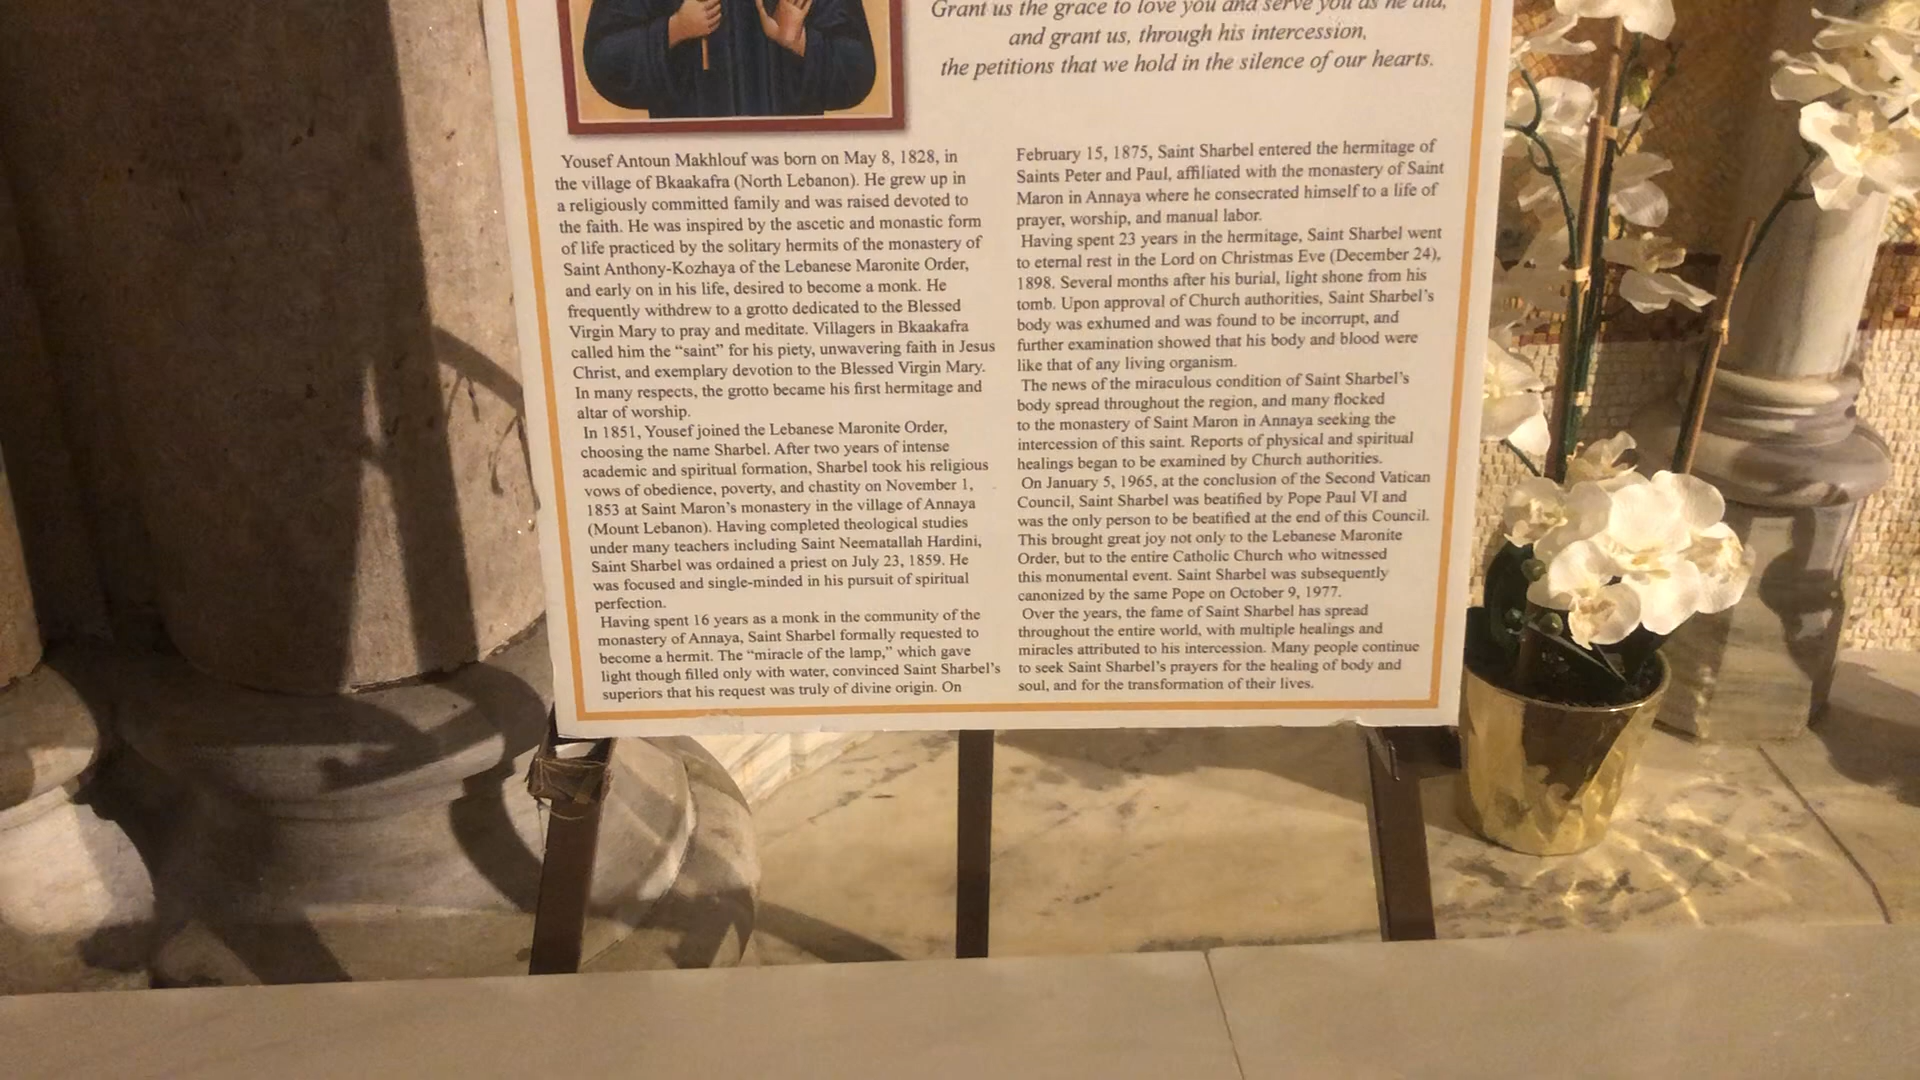 Grant us the grace to love you and serve you as he did,
and grant us, through his intercession,
the petitions that we hold in the silence of our hearts.
Yousef Antoun Makhlouf was born on May 8, 1828, in
the village of Bkaakafra (North Lebanon). He grew up in
a religiously committed family and was raised devoted to
the faith. He was inspired by the ascetic and monastic form
of life practiced by the solitary hermits of the monastery of
Saint Anthony-Kozhaya of the Lebanese Maronite Order,
and early on in his life, desired to become a monk. He
frequently withdrew to a grotto dedicated to the Blessed
Virgin Mary to pray and meditate. Villagers in Bkaakafra
called him the “saint” for his piety, unwavering faith in Jesus
Christ, and exemplary devotion to the Blessed Virgin Mary.
In many respects, the grotto became his first hermitage and
altar of worship.
In 1851, Yousef joined the Lebanese Maronite Order,
choosing the name Sharbel. After two years of intense
academic and spiritual formation, Sharbel took his religious
vows of obedience, poverty, and chastity on November 1,
1853 at Saint Maron’s monastery in the village of Annaya
(Mount Lebanon). Having completed theological studies
under many teachers including Saint Neematallah Hardini,
Saint Sharbel was ordained a priest on July 23, 1859. He
was focused and single-minded in his pursuit of spiritual
perfection.
Having spent 16 years as a monk in the community of the
monastery of Annaya, Saint Sharbel formally requested to
become a hermit. The “miracle of the lamp,” which gave
light though filled only with water, convinced Saint Sharbel’s
superiors that his request was truly of divine origin. On
February 15, 1875, Saint Sharbel entered the hermitage of
Saints Peter and Paul, affiliated with the monastery of Saint
Maron in Annaya where he consecrated himself to a life of
prayer, worship, and manual labor.
Having spent 23 years in the hermitage, Saint Sharbel went
to eternal rest in the Lord on Christmas Eve (December 24),
1898. Several months after his burial, light shone from his
tomb. Upon approval of Church authorities, Saint Sharbel’s
body was exhumed and was found to be incorrupt, and
further examination showed that his body and blood were
like that of any living organism.
The news of the miraculous condition of Saint Sharbel’s
body spread throughout the region, and many flocked
to the monastery of Saint Maron in Annaya seeking the
intercession of this saint. Reports of physical and spiritual
healings began to be examined by Church authorities.
On January 5, 1965, at the conclusion of the Second Vatican
Council, Saint Sharbel was beatified by Pope Paul VI and
was the only person to be beatified at the end of this Council.
This brought great joy not only to the Lebanese Maronite
Order, but to the entire Catholic Church who witnessed
this monumental event. Saint Sharbel was subsequently
canonized by the same Pope on October 9, 1977.
Over the years, the fame of Saint Sharbel has spread
throughout the entire world, with multiple healings and
miracles attributed to his intercession. Many people continue
to seek Saint Sharbel’s prayers for the healing of body and
soul, and for the transformation of their lives.